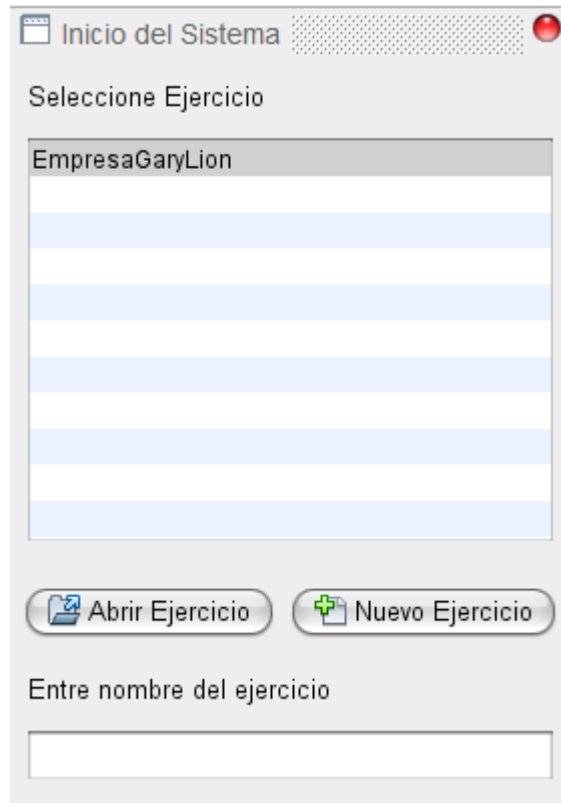 Inicio del Sistema
Seleccione Ejercicio
EmpresaGaryLion
Abrir Ejercicio
Nuevo Ejercicio
Entre nombre del ejercicio